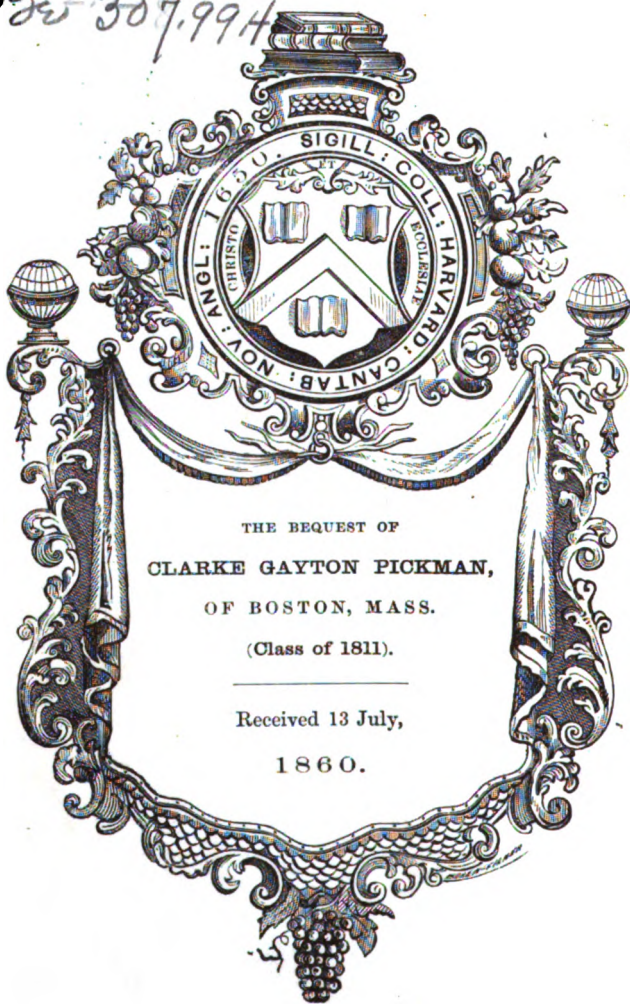 307.994
SIGILL: COLL: HARVARD: CANTAB: NOV: ANGL: 1650.
CHRISTO
ET
ECCLESIAE
THE BEQUEST OF
CLARKE GAYTON PICKMAN,
OF BOSTON, MASS.
(Class of 1811).
Received 13 July,
1860.